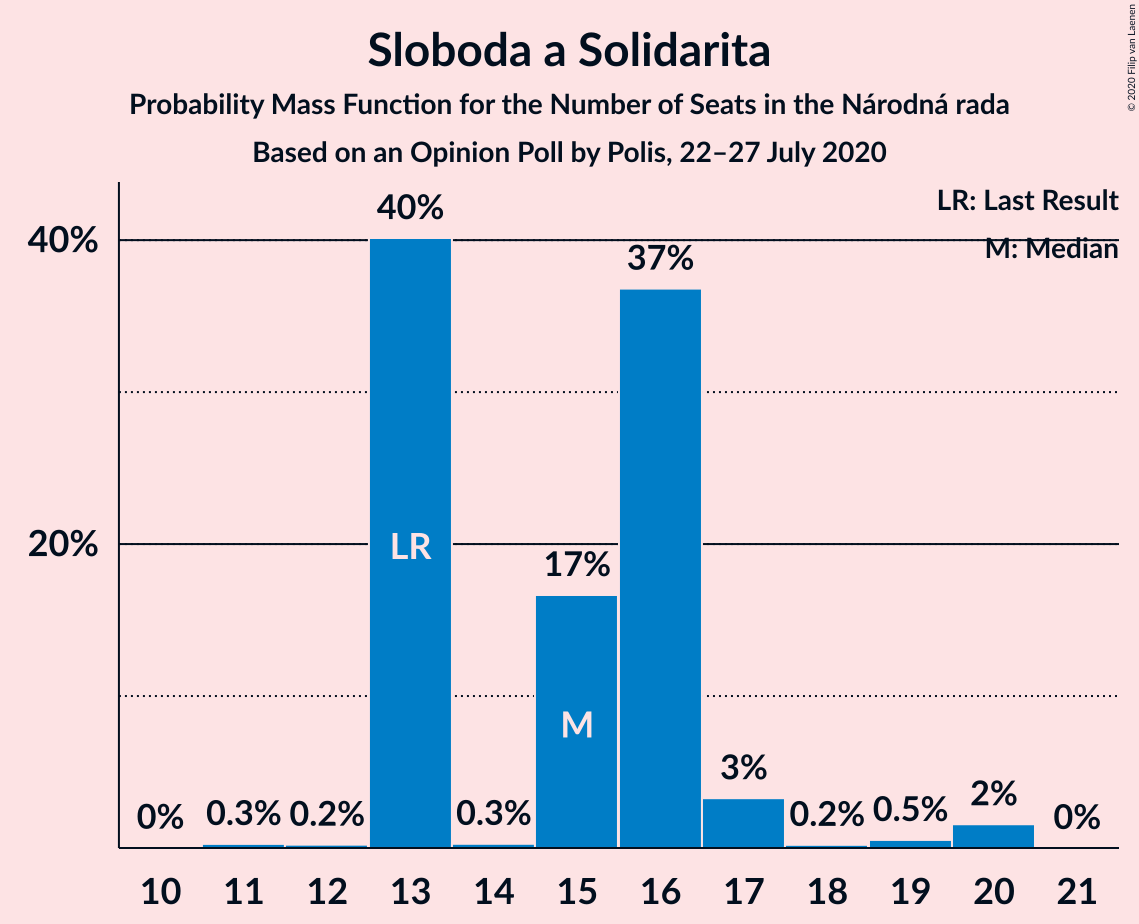 Sloboda a Solidarita
Probability Mass Function for the Number of Seats in the Národná rada
Based on an Opinion Poll by Polis, 22–27 July 2020
© 2020 Filip van Laenen
LR: Last Result
M: Median
40%
20%
40%
37%
17%
3%
2%
0% 0.3% 0.2% 0.3% 0.2% 0.5% 0%
LR
M
10 11 12 13 14 15 16 17 18 19 20 21